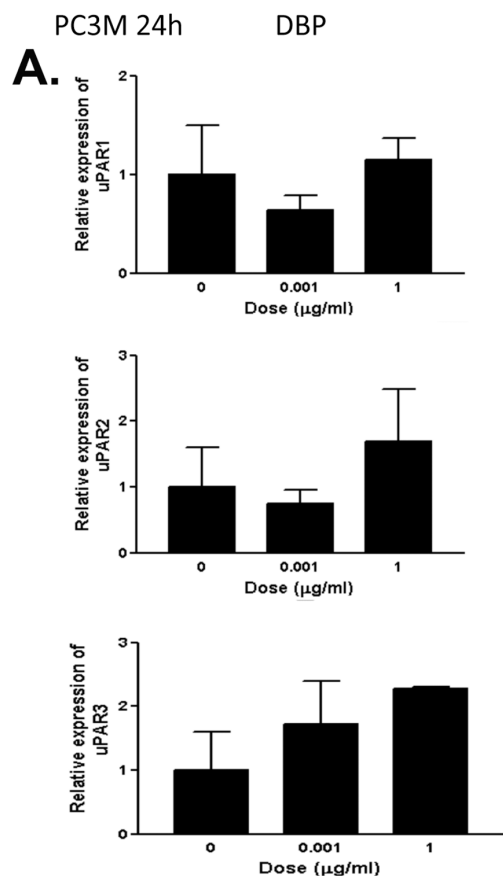 PC3M 24h DBP
A.
Relative expression of
uPAR1
2
1
0
0 0.001 1
Dose (µg/ml)
Relative expression of
uPAR2
3
2
1
0
0 0.001 1
Dose (µg/ml)
Relative expression of
uPAR3
3
2
1
0
0 0.001 1
Dose (µg/ml)